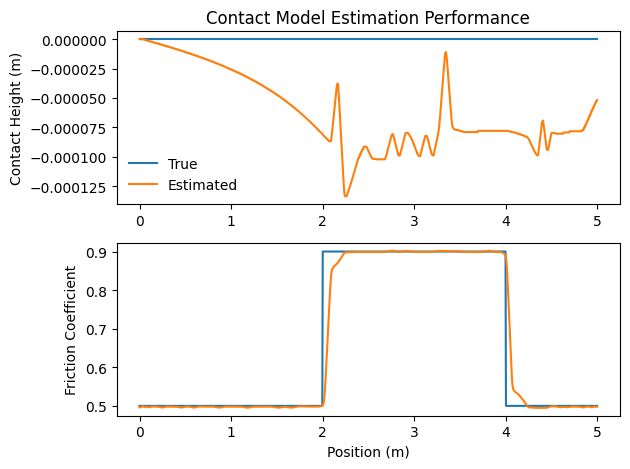 Contact Model Estimation Performance
Contact Height (m)
0.000000
−0.000025
−0.000050
−0.000075
−0.000100
−0.000125
True
Estimated
0 1 2 3 4 5
Friction Coefficient
0.9
0.8
0.7
0.6
0.5
0 1 2 3 4 5
Position (m)